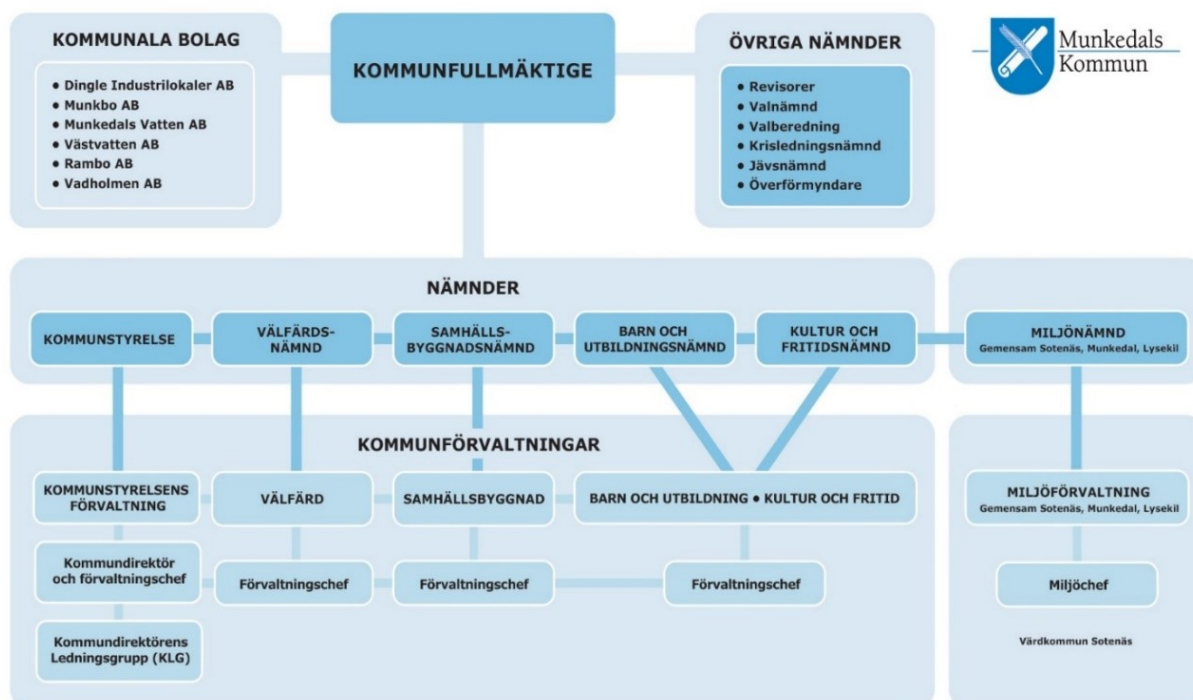 KOMMUNALA BOLAG
• Dingle Industrilokaler AB
• Munkbo AB
• Munkedals Vatten AB
• Västvatten AB
• Rambo AB
• Vadholmen AB
KOMMUNFULLMÄKTIGE
ÖVRIGA NÄMNDER
• Revisorer
• Valnämnd
• Valberedning
• Krisledningsnämnd
• Jävsnämnd
• Överförmyndare
Munkedals
Kommun
NÄMNDER
KOMMUNSTYRELSE
VÄLFÄRDS-
NÄMND
SAMHÄLLS-
BYGGNADSNÄMND
BARN OCH
UTBILDNINGSNÄMND
KULTUR OCH
FRITIDSNÄMND
MILJÖNÄMND
Gemensam Sotenäs, Munkedal, Lysekil
KOMMUNFÖRVALTNINGAR
KOMMUNSTYRELSENS
FÖRVALTNING
VÄLFÄRD
SAMHÄLLSBYGGNAD
BARN OCH UTBILDNING • KULTUR OCH FRITID
MILJÖFÖRVALTNING
Gemensam Sotenäs, Munkedal, Lysekil
Kommundirektör
och förvaltningschef
Förvaltningschef
Förvaltningschef
Förvaltningschef
Miljöchef
Kommundirektörens
Ledningsgrupp (KLG)
Värdkommun Sotenäs